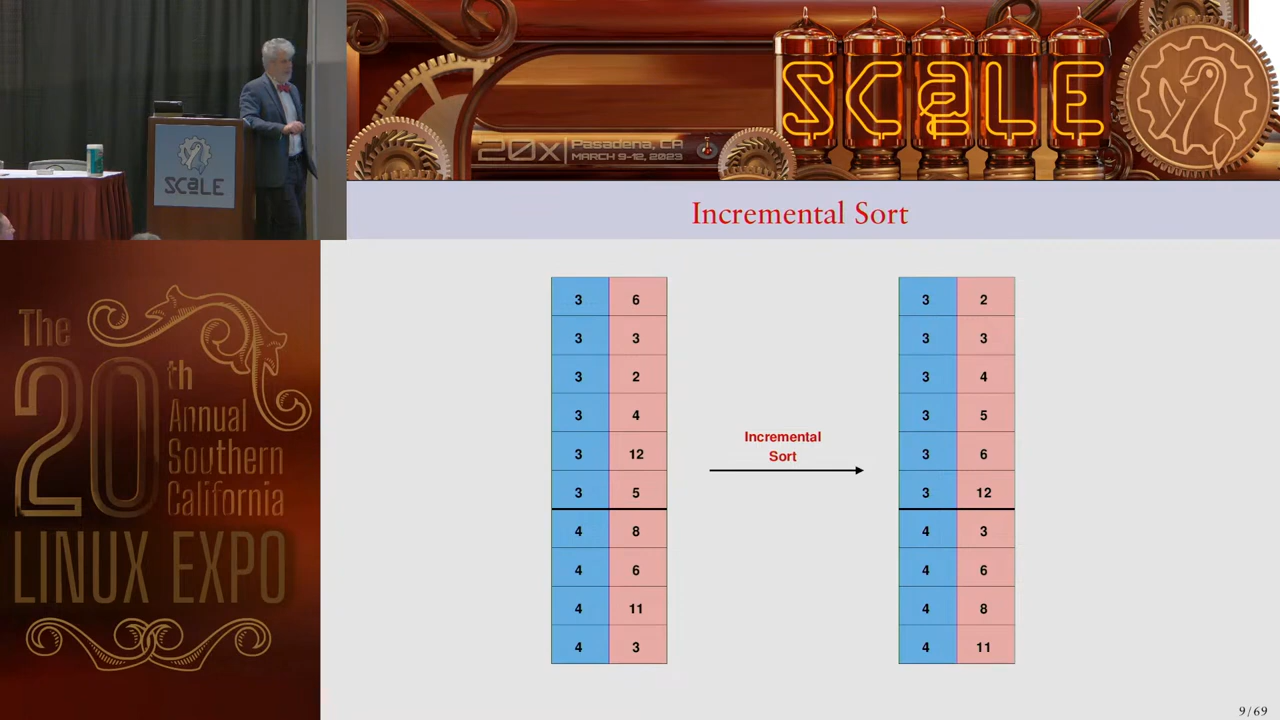 SCaLE
20x
Pasadena, CA
MARCH 9-12, 2023
SCaLE
Incremental Sort
The
20th
Annual
Southern
California
LINUX EXPO
3 6
3 3
3 2
3 4
3 12
3 5
4 8
4 6
4 11
4 3
Incremental
Sort
3 2
3 3
3 4
3 5
3 6
3 12
4 3
4 6
4 8
4 11
9/69